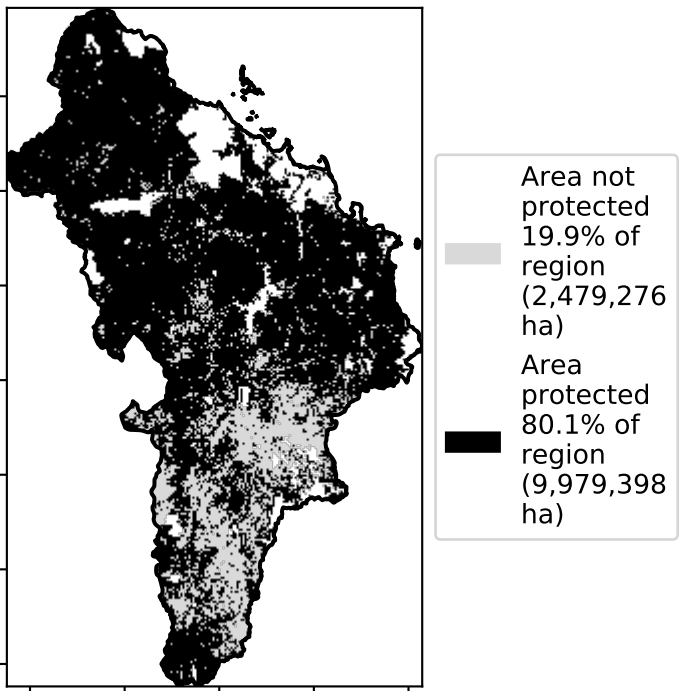 Area not
protected
19.9% of
region
(2,479,276
ha)
Area
protected
80.1% of
region
(9,979,398
ha)